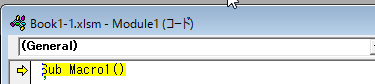 Book1-1.xlsm - Module1 (コード)
(General)
Sub Macro1()